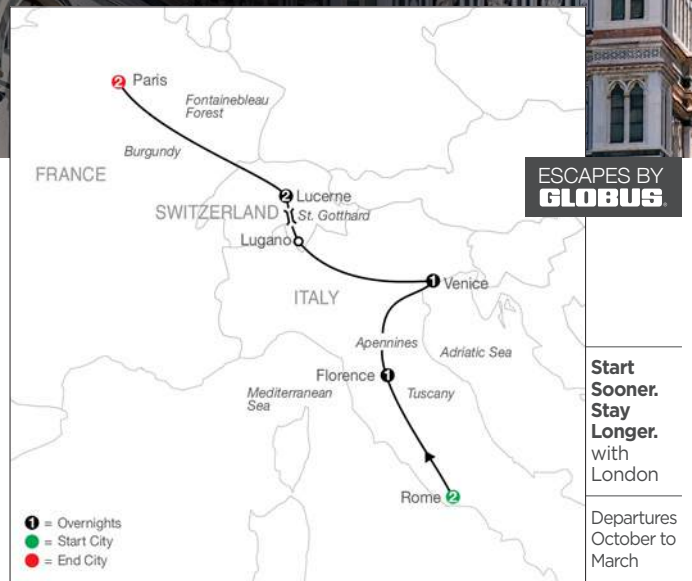 2 Paris
Fontainebleau
Forest
Burgundy
FRANCE
ESCAPES BY
GLOBUS®
2 Lucerne
SWITZERLAND
St. Gotthard
Lugano
1 Venice
ITALY
Apennines
Adriatic Sea
Florence 1
Mediterranean
Sea
Tuscany
Start
Sooner.
Stay
Longer.
with
London
Rome 2
1 = Overnights
= Start City
= End City
Departures
October to
March